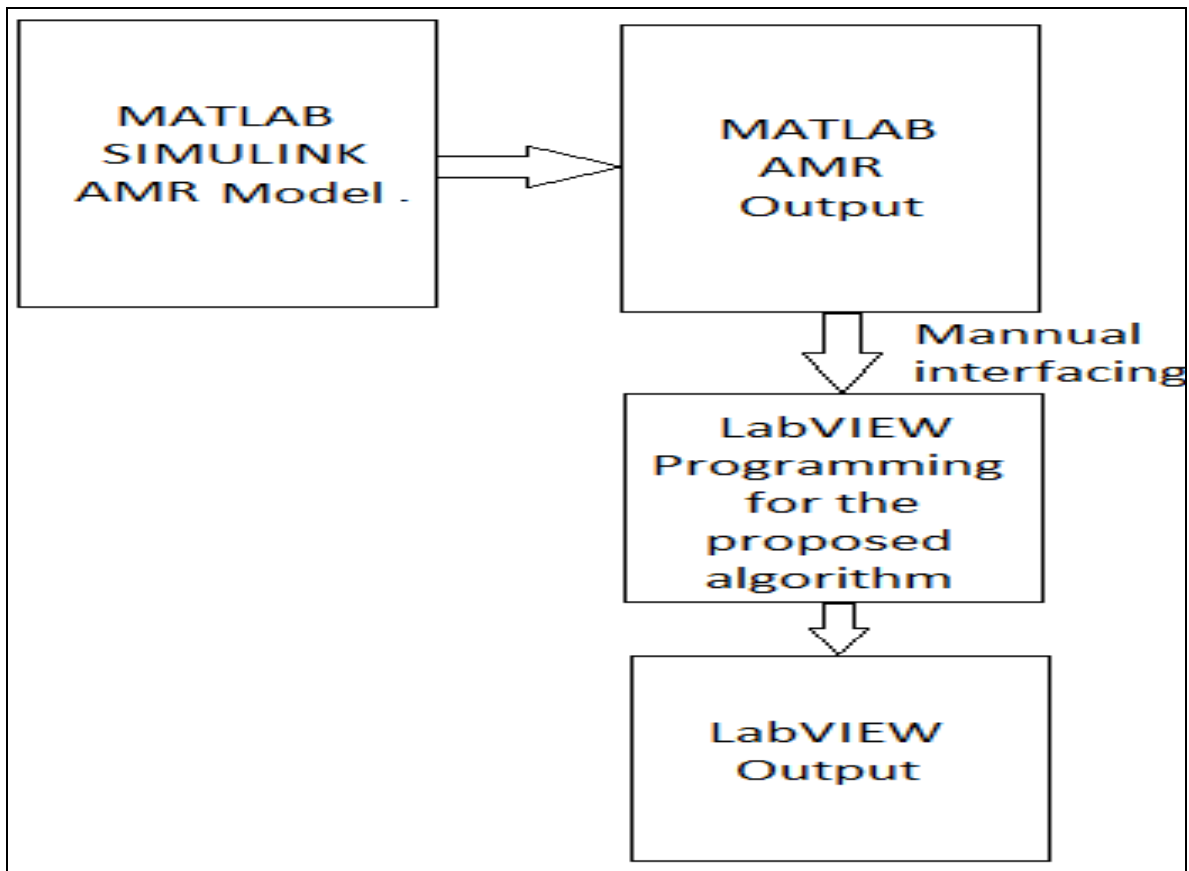 MATLAB
SIMULINK
AMR Model .
MATLAB
AMR
Output
Mannual
interfacing
LabVIEW
Programming
for the
proposed
algorithm
LabVIEW
Output